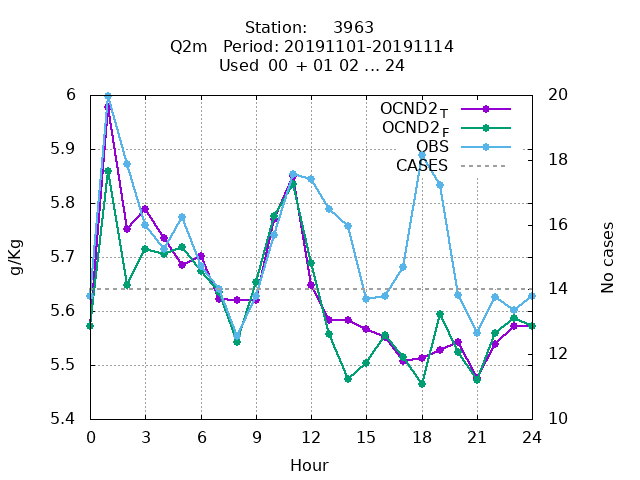 Station: 3963
Q2m Period: 20191101-20191114
Used 00 + 01 02 ... 24
6
5.9
5.8
5.7
5.6
5.5
5.4
g/Kg
20
18
16
14
12
10
No cases
OCND2T
OCND2F
OBS
CASES
0 3 6 9 12 15 18 21 24
Hour